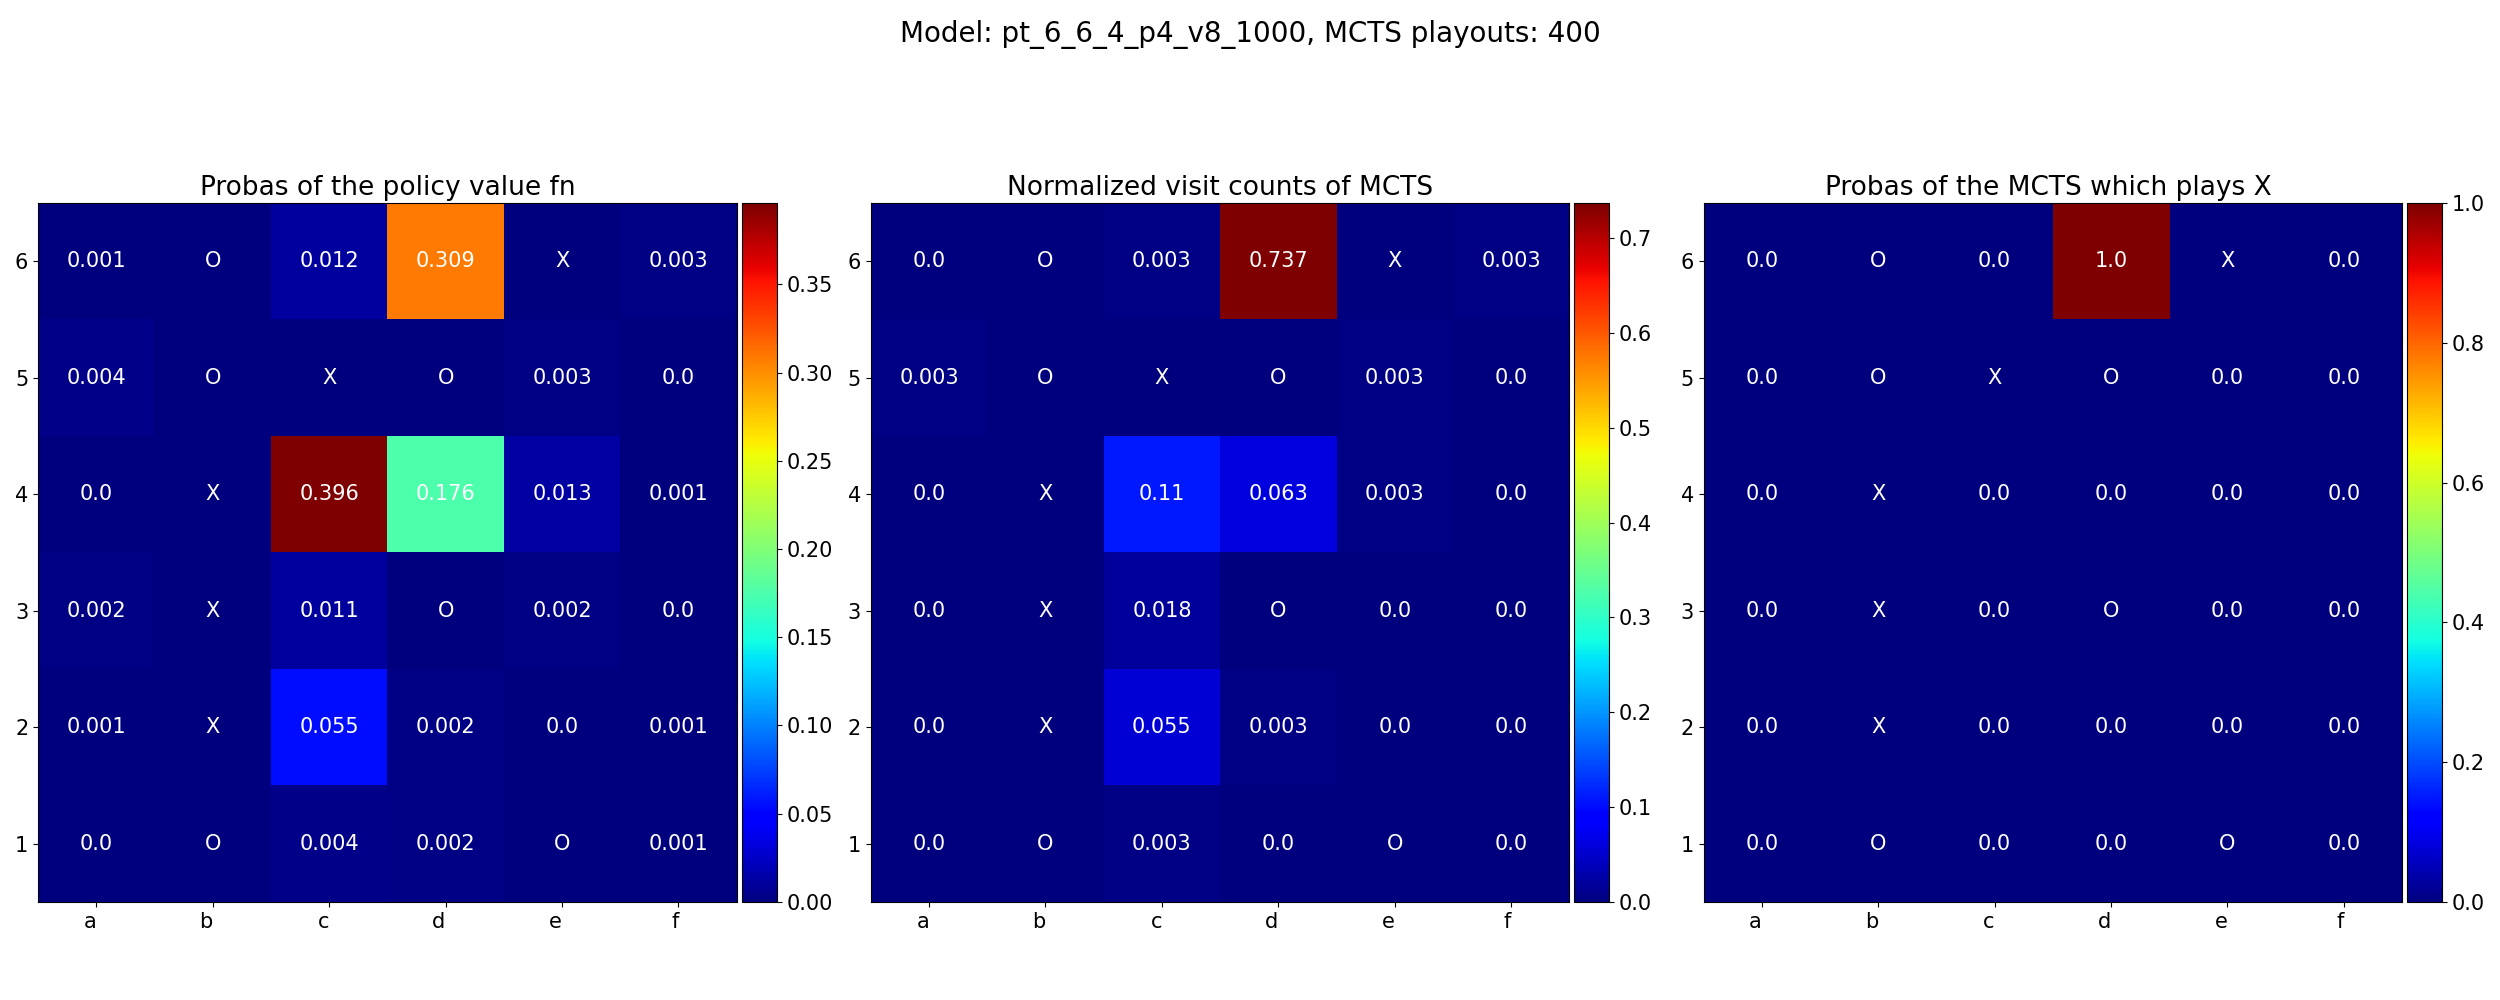 Model: pt_6_6_4_p4_v8_1000, MCTS playouts: 400
Probas of the policy value fn
6 0.001 O 0.012 0.309 X 0.003
5 0.004 O X O 0.003 0.0
4 0.0 X 0.396 0.176 0.013 0.001
3 0.002 X 0.011 O 0.002 0.0
2 0.001 X 0.055 0.002 0.0 0.001
1 0.0 O 0.004 0.002 O 0.001
a b c d e f
0.35
0.30
0.25
0.20
0.15
0.10
0.05
0.00
Normalized visit counts of MCTS
6 0.0 O 0.003 0.737 X 0.003
5 0.003 O X O 0.003 0.0
4 0.0 X 0.11 0.063 0.003 0.0
3 0.0 X 0.018 O 0.0 0.0
2 0.0 X 0.055 0.003 0.0 0.0
1 0.0 O 0.003 0.0 O 0.0
a b c d e f
0.7
0.6
0.5
0.4
0.3
0.2
0.1
0.0
Probas of the MCTS which plays X
6 0.0 O 0.0 1.0 X 0.0
5 0.0 O X O 0.0 0.0
4 0.0 X 0.0 0.0 0.0 0.0
3 0.0 X 0.0 O 0.0 0.0
2 0.0 X 0.0 0.0 0.0 0.0
1 0.0 O 0.0 0.0 O 0.0
a b c d e f
1.0
0.8
0.6
0.4
0.2
0.0